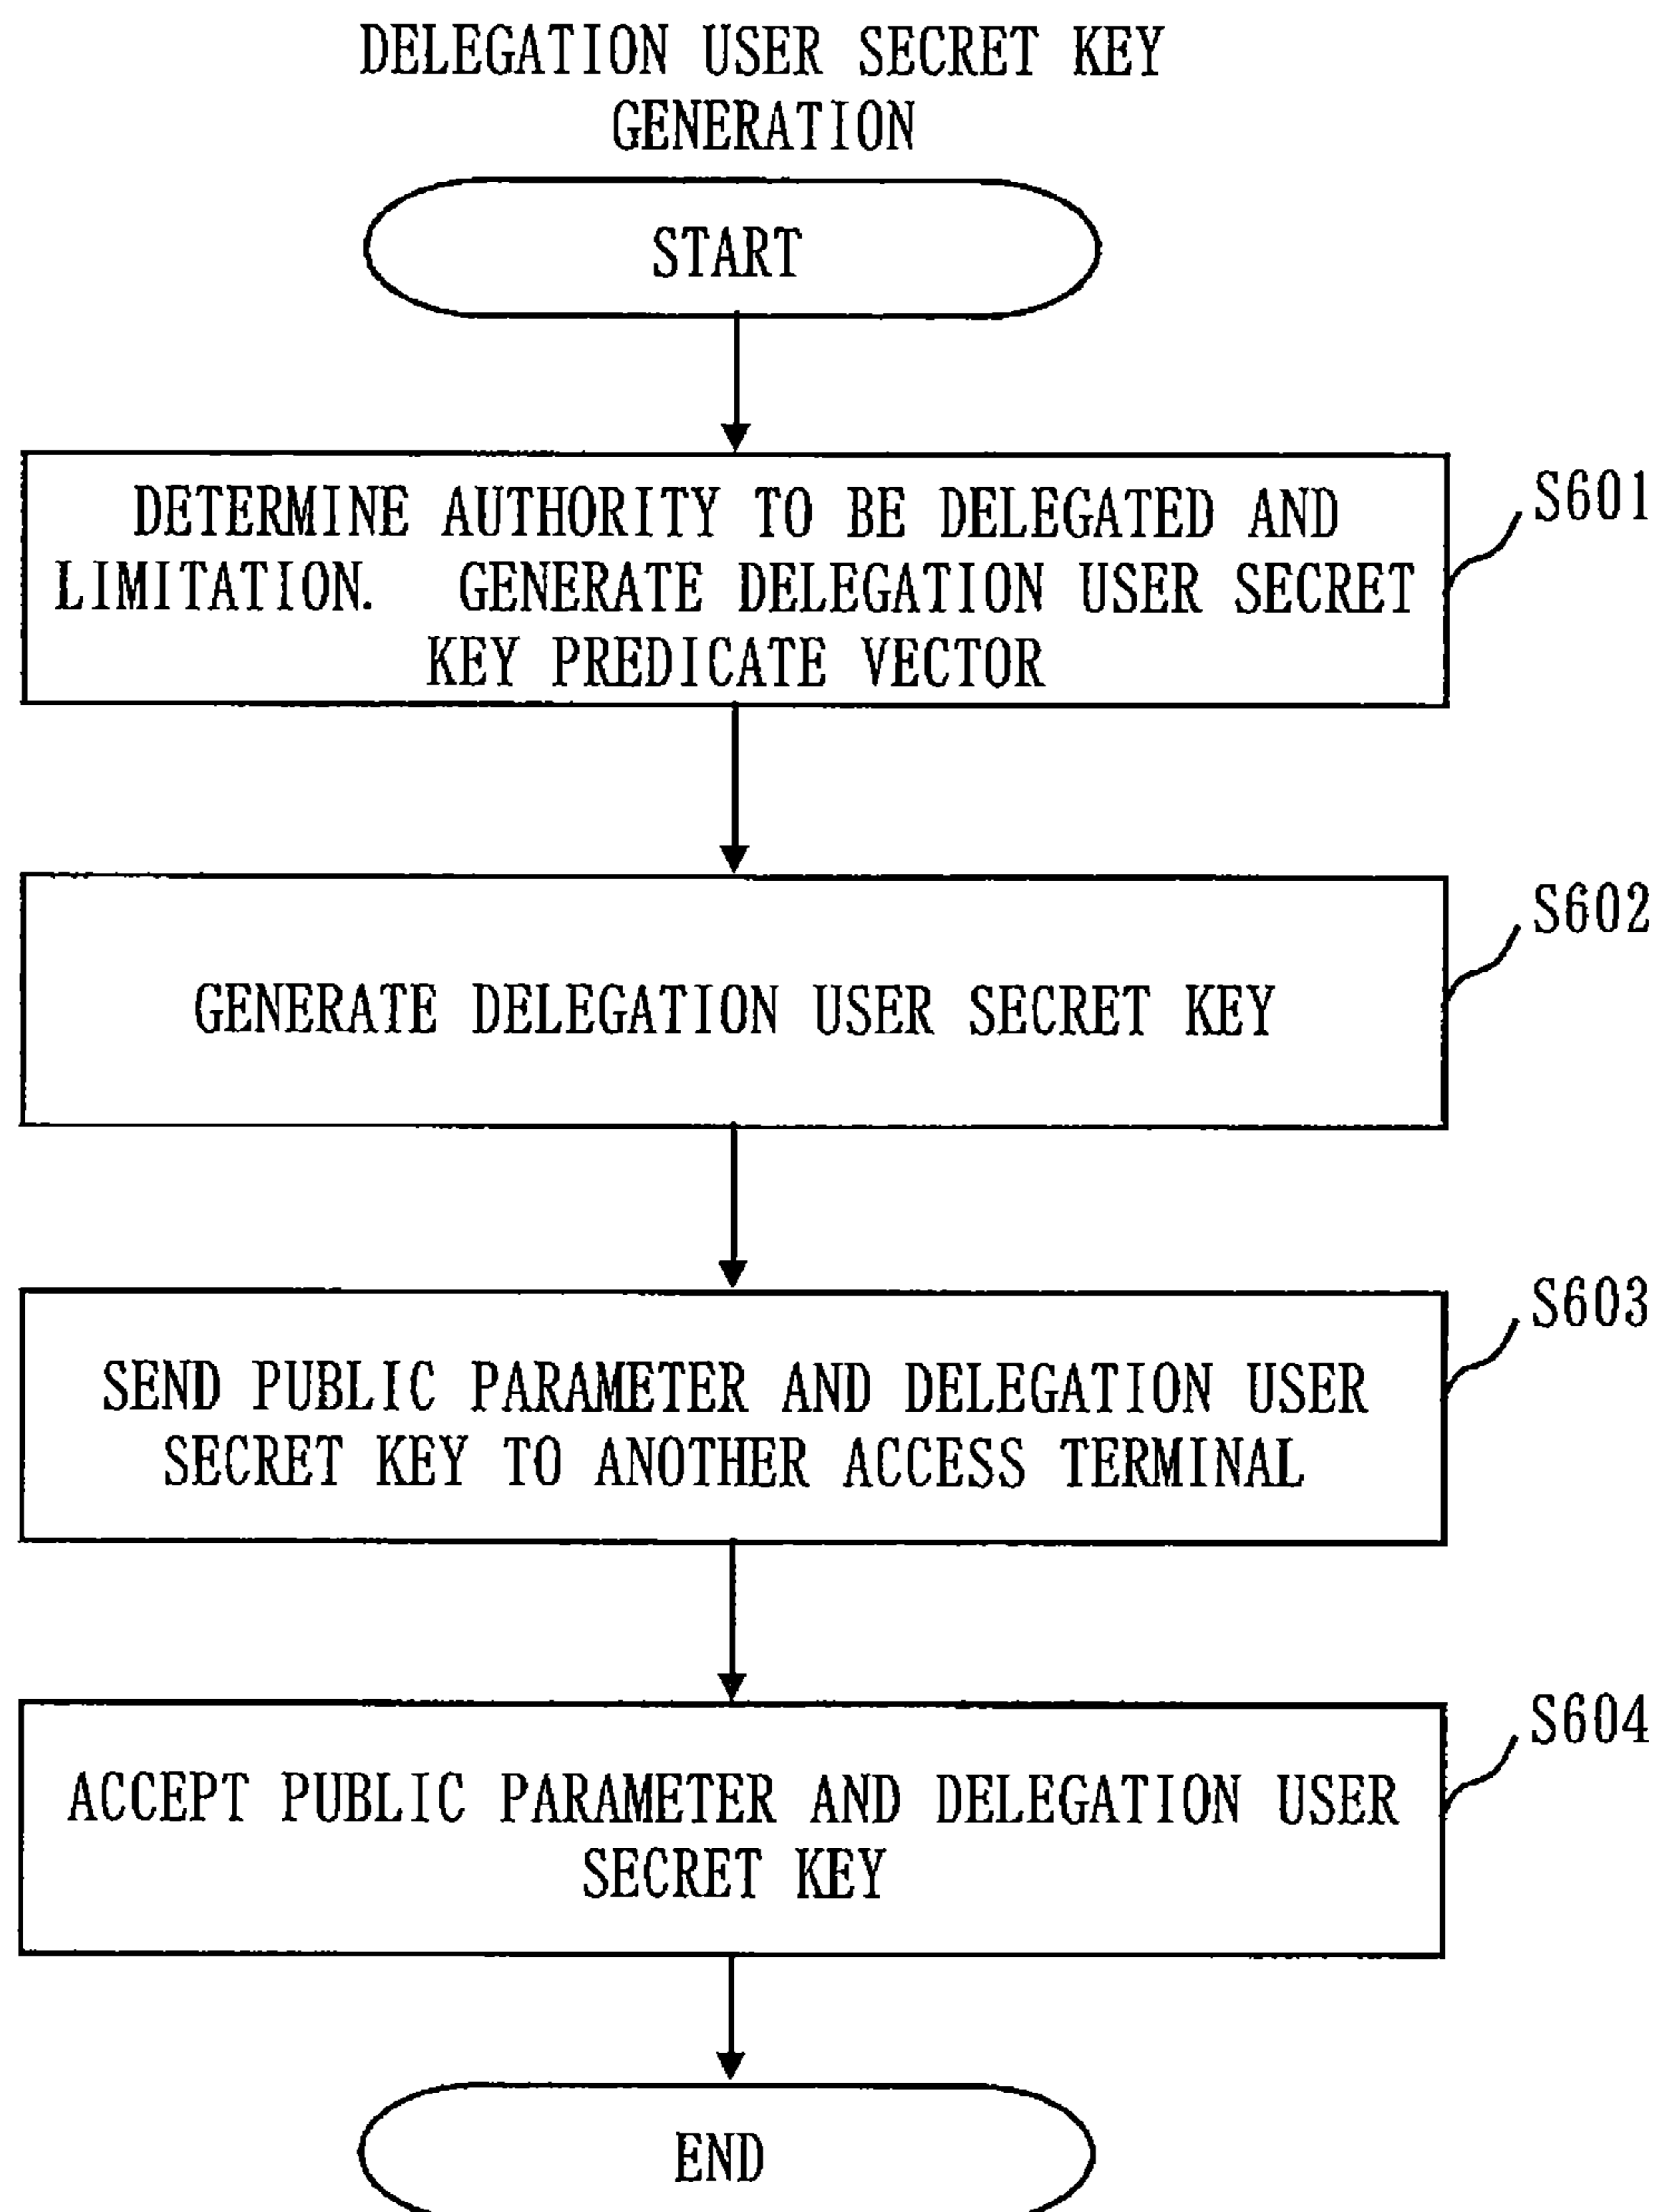 DELEGATION USER SECRET KEY
GENERATION
START
DETERMINE AUTHORITY TO BE DELEGATED AND
LIMITATION. GENERATE DELEGATION USER SECRET
KEY PREDICATE VECTOR
S601
GENERATE DELEGATION USER SECRET KEY
S602
SEND PUBLIC PARAMETER AND DELEGATION USER
SECRET KEY TO ANOTHER ACCESS TERMINAL
S603
ACCEPT PUBLIC PARAMETER AND DELEGATION USER
SECRET KEY
S604
END